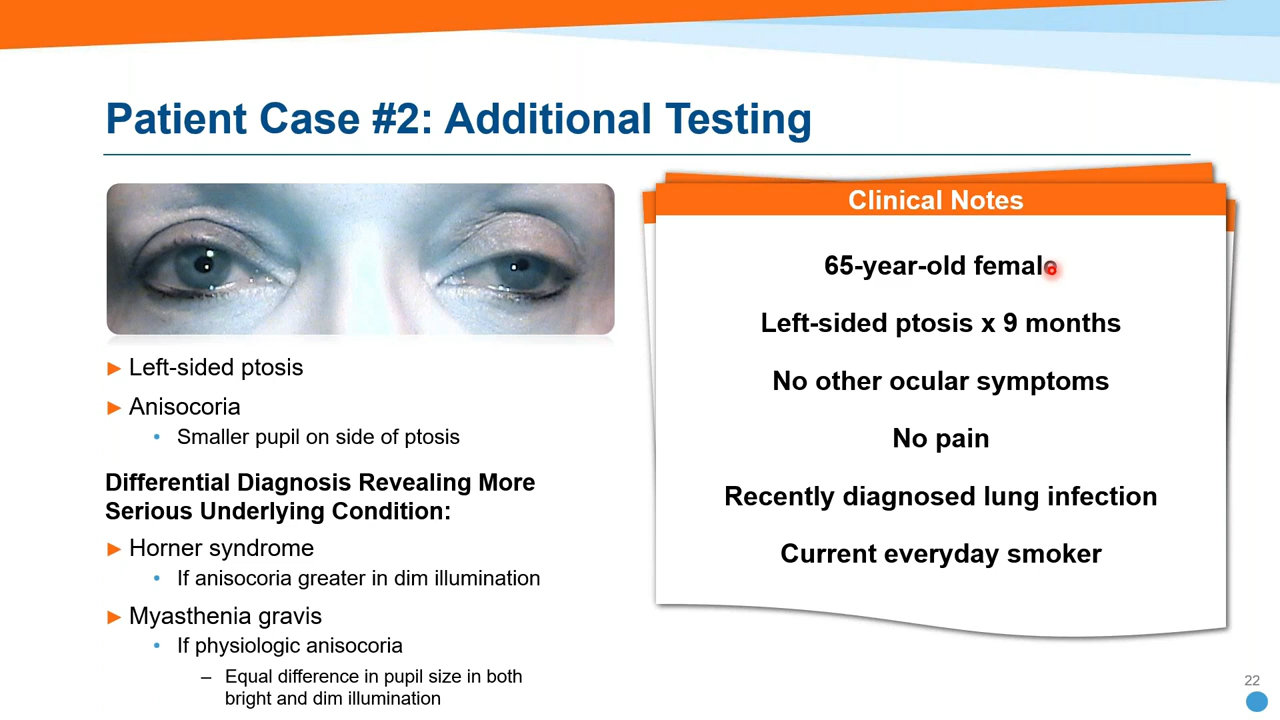 Patient Case #2: Additional Testing
Left-sided ptosis
Anisocoria
Smaller pupil on side of ptosis
Differential Diagnosis Revealing More
Serious Underlying Condition:
Horner syndrome
If anisocoria greater in dim illumination
Myasthenia gravis
If physiologic anisocoria
– Equal difference in pupil size in both
bright and dim illumination
Clinical Notes
65-year-old female
Left-sided ptosis x 9 months
No other ocular symptoms
No pain
Recently diagnosed lung infection
Current everyday smoker
22